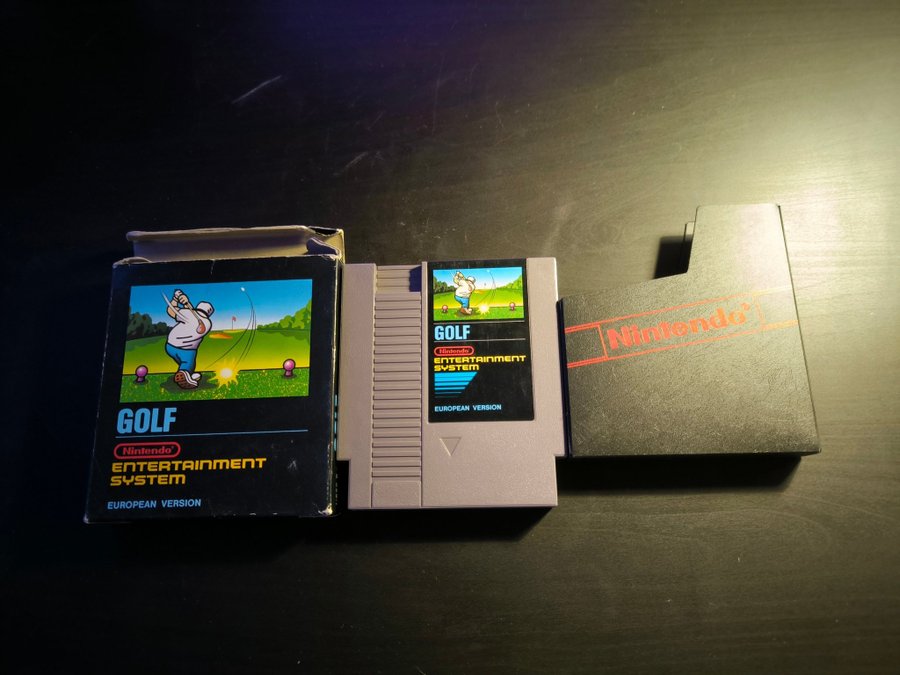 GOLF
Nintendo®
ENTERTAINMENT
SYSTEM
EUROPEAN VERSION
GOLF
Nintendo®
ENTERTAINMENT
SYSTEM
EUROPEAN VERSION
Nintendo®